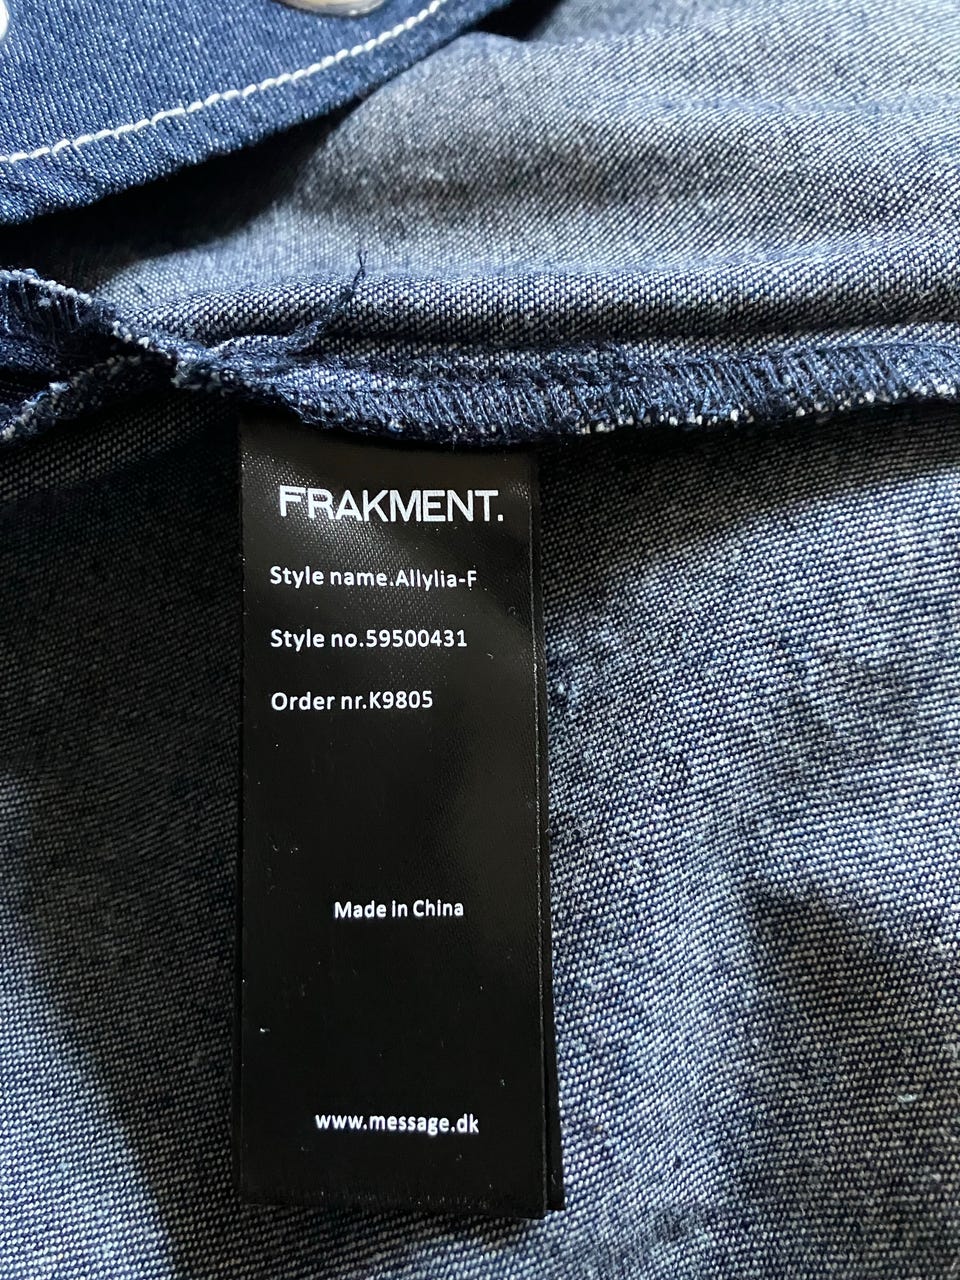 FRAKMENT.
Style name.Allylia-F
Style no.59500431
Order nr.K9805
Made in China
www.message.dk